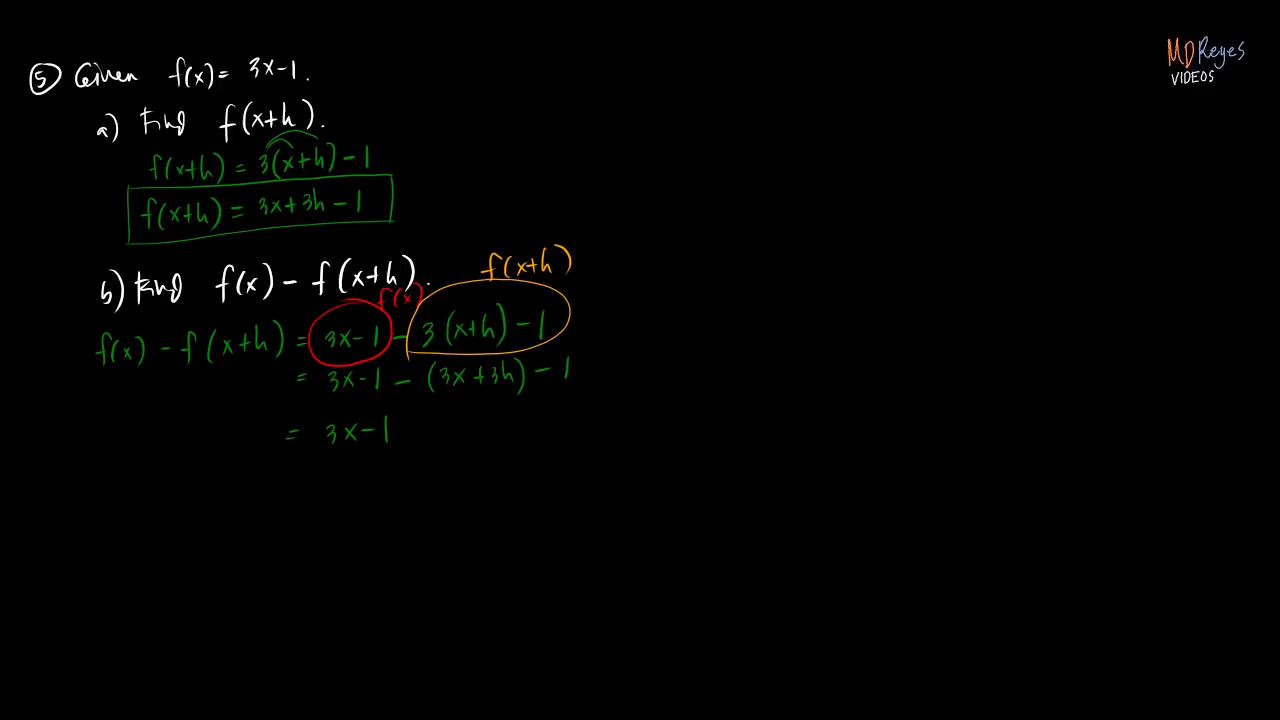 ⑤ Given f(x) = 3x-1.
a) Find f(x+h).
f(x+h) = 3(x+h) - 1
f(x+h) = 3x+3h - 1
b) Find f(x) - f(x+h).
f(x)
f(x+h)
f(x) - f(x+h) = 3x-1 - 3(x+h) - 1
= 3x-1 - (3x+3h) - 1
= 3x-1
MDReyes
VIDEOS